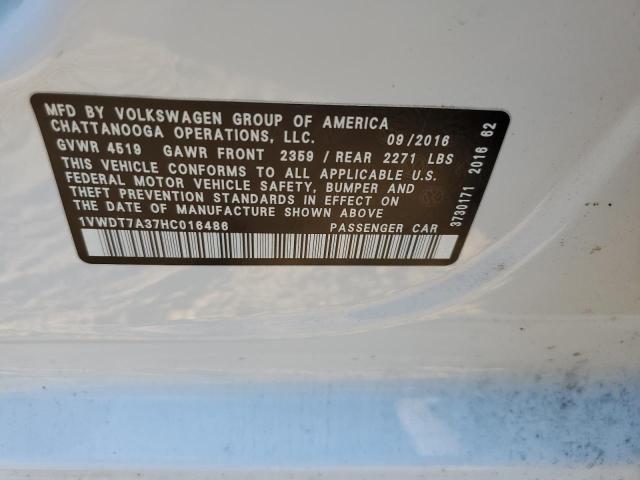 MFD BY VOLKSWAGEN GROUP OF AMERICA
CHATTANOOGA OPERATIONS, LLC. 09/2016
GVWR 4519 GAWR FRONT 2359 / REAR 2271 LBS
THIS VEHICLE CONFORMS TO ALL APPLICABLE U.S.
FEDERAL MOTOR VEHICLE SAFETY, BUMPER AND
THEFT PREVENTION STANDARDS IN EFFECT ON
THE DATE OF MANUFACTURE SHOWN ABOVE.
1VWDT7A37HC016486 PASSENGER CAR
3730171 2016 62